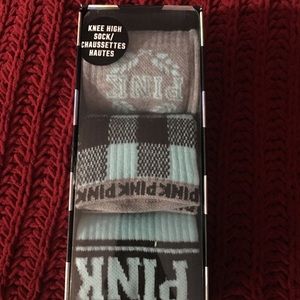 KNEE HIGH
SOCK/
CHAUSSETTES
HAUTES
PINK
PINK PINK PINK
PINK